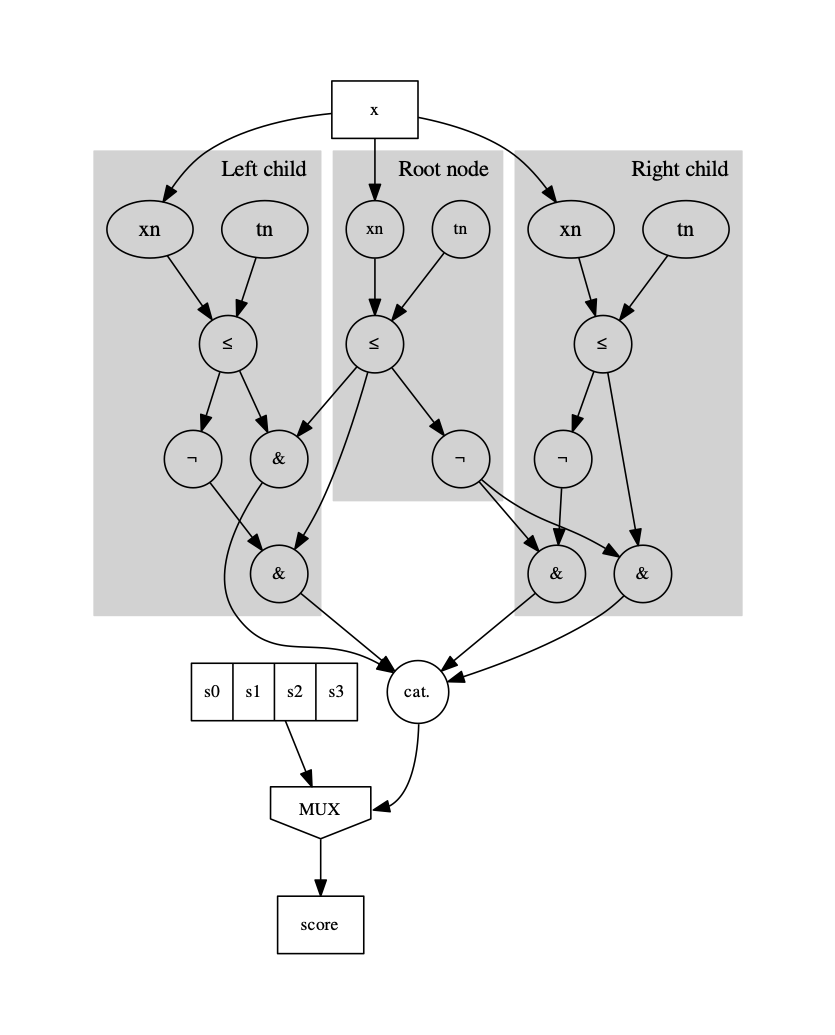 x
Left child
Root node
Right child
xn
tn
xn
tn
xn
tn
≤
≤
≤
¬
&
¬
¬
&
&
&
s0 s1 s2 s3
cat.
MUX
score